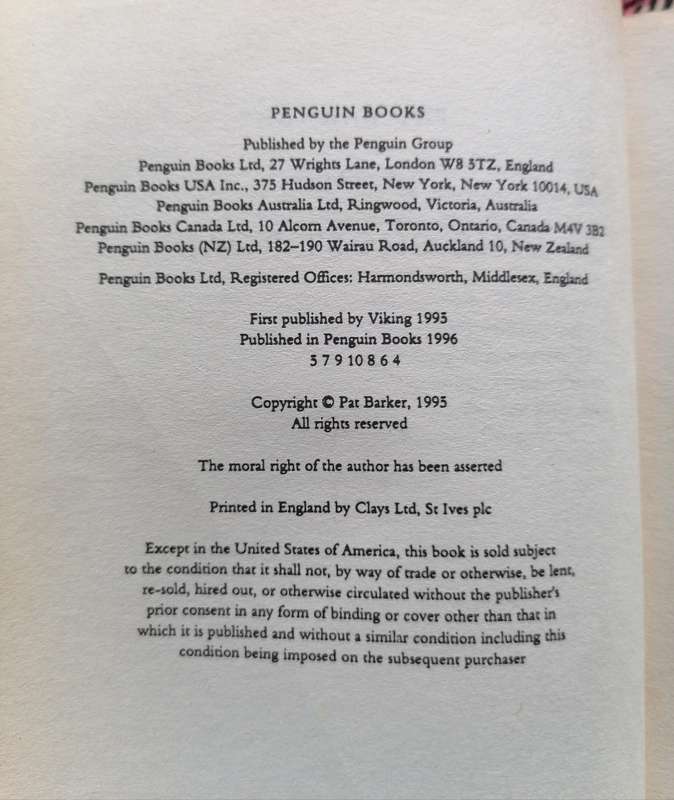 PENGUIN BOOKS
Published by the Penguin Group
Penguin Books Ltd, 27 Wrights Lane, London W8 5TZ, England
Penguin Books USA Inc., 375 Hudson Street, New York, New York 10014, USA
Penguin Books Australia Ltd, Ringwood, Victoria, Australia
Penguin Books Canada Ltd, 10 Alcorn Avenue, Toronto, Ontario, Canada M4V 3B2
Penguin Books (NZ) Ltd, 182–190 Wairau Road, Auckland 10, New Zealand
Penguin Books Ltd, Registered Offices: Harmondsworth, Middlesex, England
First published by Viking 1995
Published in Penguin Books 1996
5 7 9 10 8 6 4
Copyright © Pat Barker, 1995
All rights reserved
The moral right of the author has been asserted
Printed in England by Clays Ltd, St Ives plc
Except in the United States of America, this book is sold subject
to the condition that it shall not, by way of trade or otherwise, be lent,
re-sold, hired out, or otherwise circulated without the publisher's
prior consent in any form of binding or cover other than that in
which it is published and without a similar condition including this
condition being imposed on the subsequent purchaser